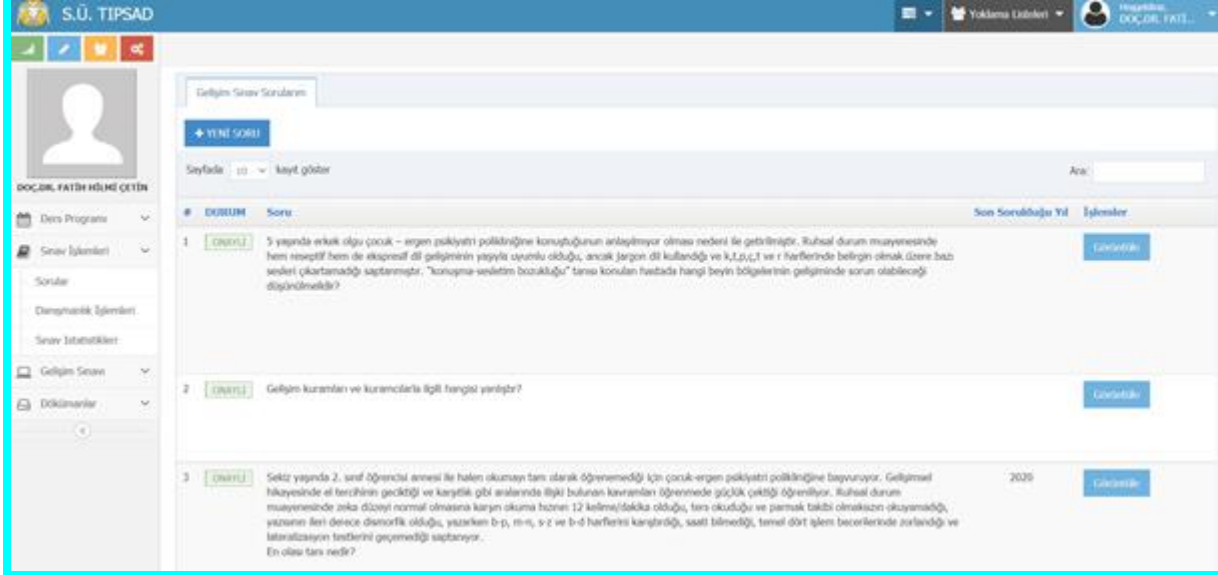 S.Ü. TIPSAD
Yoklama Listeleri
Hoşgeldiniz,
DOÇ.DR. FATİ...
Gelişim Sınav Sorularım
+ YENİ SORU
Sayfada 10 kayıt göster
Ara:
DOÇ.DR. FATİH HİLMİ ÇETİN
Ders Programı
Sınav İşlemleri
Sorular
Danışmanlık İşlemleri
Sınav İstatistikleri
Gelişim Sınavı
Dökümanlar
# DURUM Soru Son Sorulduğu Yıl İşlemler
1 ONAYLI 5 yaşında erkek olgu çocuk – ergen psikiyatri polikliniğine konuştuğunun anlaşılmıyor olması nedeni ile getirilmiştir. Ruhsal durum muayenesinde Görüntüle
hem reseptif hem de ekspresif dil gelişiminin yaşıyla uyumlu olduğu, ancak jargon dil kullandığı ve k,t,p,ç,t ve r harflerinde belirgin olmak üzere bazı
sesleri çıkartamadığı saptanmıştır. "konuşma-sesletim bozukluğu" tanısı konulan hastada hangi beyin bölgelerinin gelişiminde sorun olabileceği
düşünülmelidir?
2 ONAYLI Gelişim kuramları ve kuramcılarla ilgili hangisi yanlıştır? Görüntüle
3 ONAYLI Sekiz yaşında 2. sınıf öğrencisi annesi ile halen okumayı tam olarak öğrenemediği için çocuk-ergen psikiyatri polikliniğine başvuruyor. Gelişimsel 2020 Görüntüle
hikayesinde el tercihinin geciktiği ve karşıtlık gibi aralarında ilişki bulunan kavramları öğrenmede güçlük çektiği öğreniliyor. Ruhsal durum
muayenesinde zeka düzeyi normal olmasına karşın okuma hızının 12 kelime/dakika olduğu, ters okuduğu ve parmak takibi olmaksızın okuyamadığı,
yazısının ileri derece dismorfik olduğu, yazarken b-p, m-n, s-z ve b-d harflerini karıştırdığı, saati bilmediği, temel dört işlem becerilerinde zorlandığı ve
lateralizasyon testlerini geçemediği saptanıyor.
En olası tanı nedir?